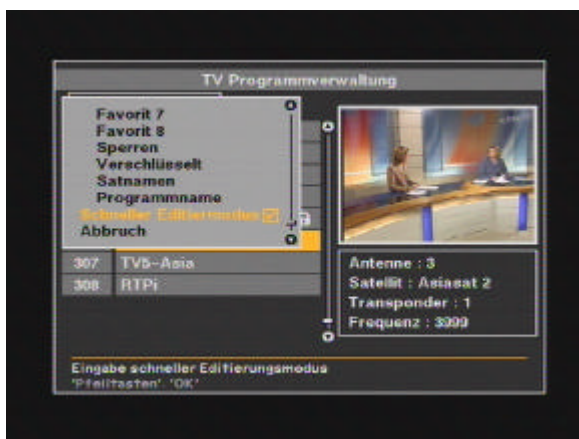 TV Programmverwaltung
Favorit 7
Favorit 8
Sperren
Verschlüsselt
Satnamen
Programmname
Schneller Editiermodus
Abbruch
307 TV5-Asia
308 RTPi
Antenne : 3
Satellit : Asiasat 2
Transponder : 1
Frequenz : 3999
Eingabe schneller Editierungsmodus
'Pfeiltasten'. 'OK'